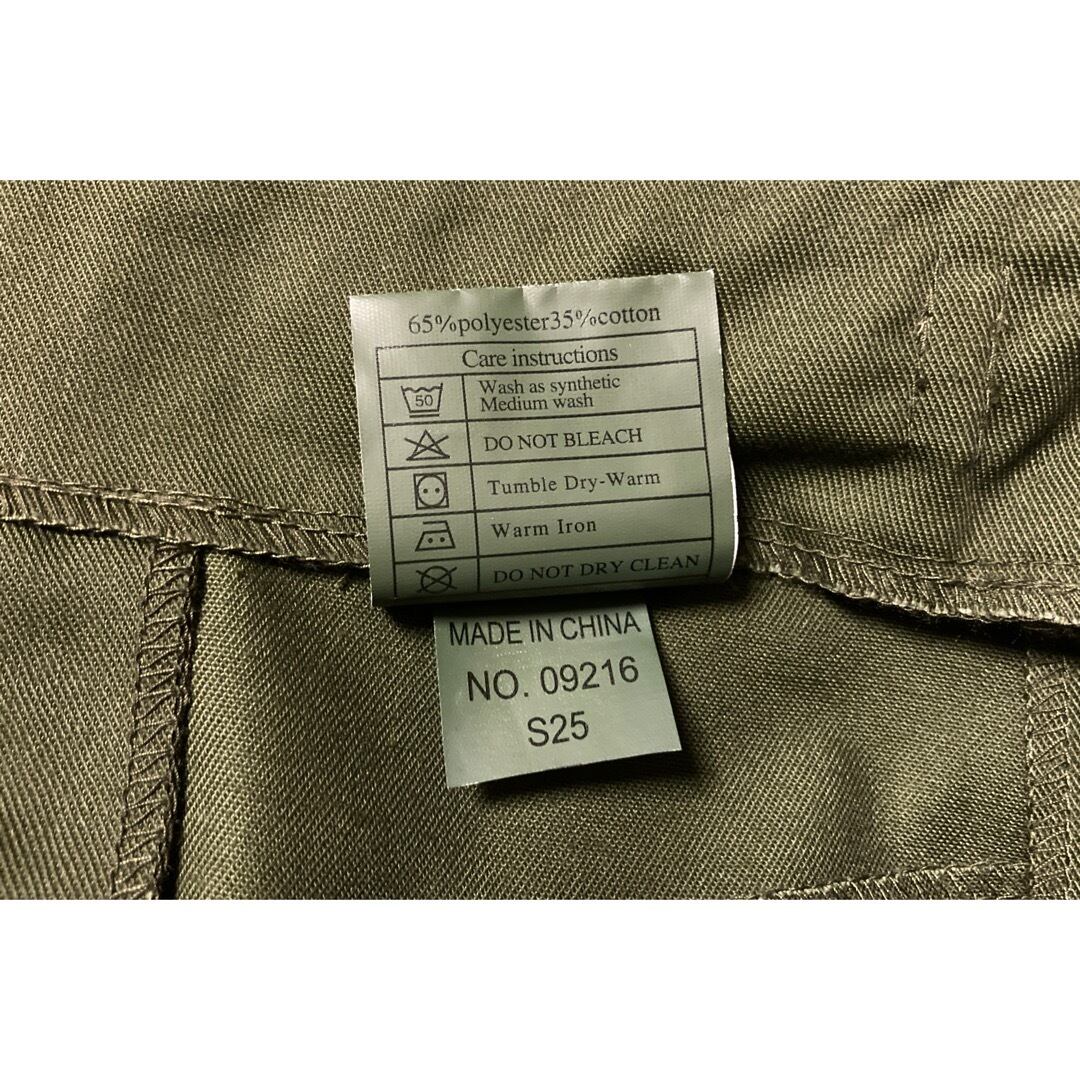 65%polyester35%cotton
Care instructions
50
Wash as synthetic
Medium wash
DO NOT BLEACH
Tumble Dry-Warm
Warm Iron
DO NOT DRY CLEAN
MADE IN CHINA
NO. 09216
S25